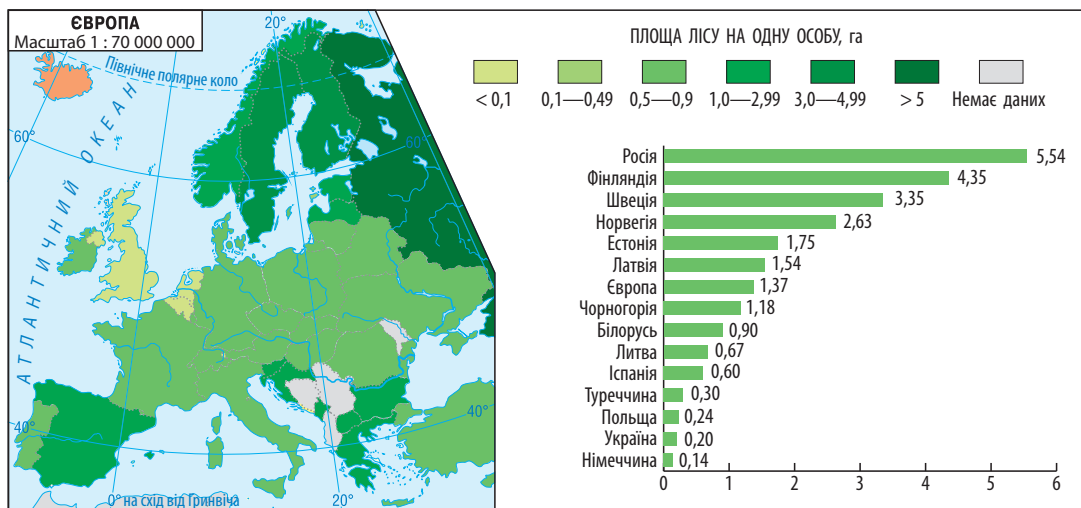 ЄВРОПА
Масштаб 1 : 70 000 000
20°
Північне полярне коло
60°
60°
АТЛАНТИЧНИЙ ОКЕАН
40°
40°
0° на схід від Гринвіча
20°
ПЛОЩА ЛІСУ НА ОДНУ ОСОБУ, га
< 0,1 0,1—0,49 0,5—0,9 1,0—2,99 3,0—4,99 > 5 Немає даних
Росія 5,54
Фінляндія 4,35
Швеція 3,35
Норвегія 2,63
Естонія 1,75
Латвія 1,54
Європа 1,37
Чорногорія 1,18
Білорусь 0,90
Литва 0,67
Іспанія 0,60
Туреччина 0,30
Польща 0,24
Україна 0,20
Німеччина 0,14
0 1 2 3 4 5 6